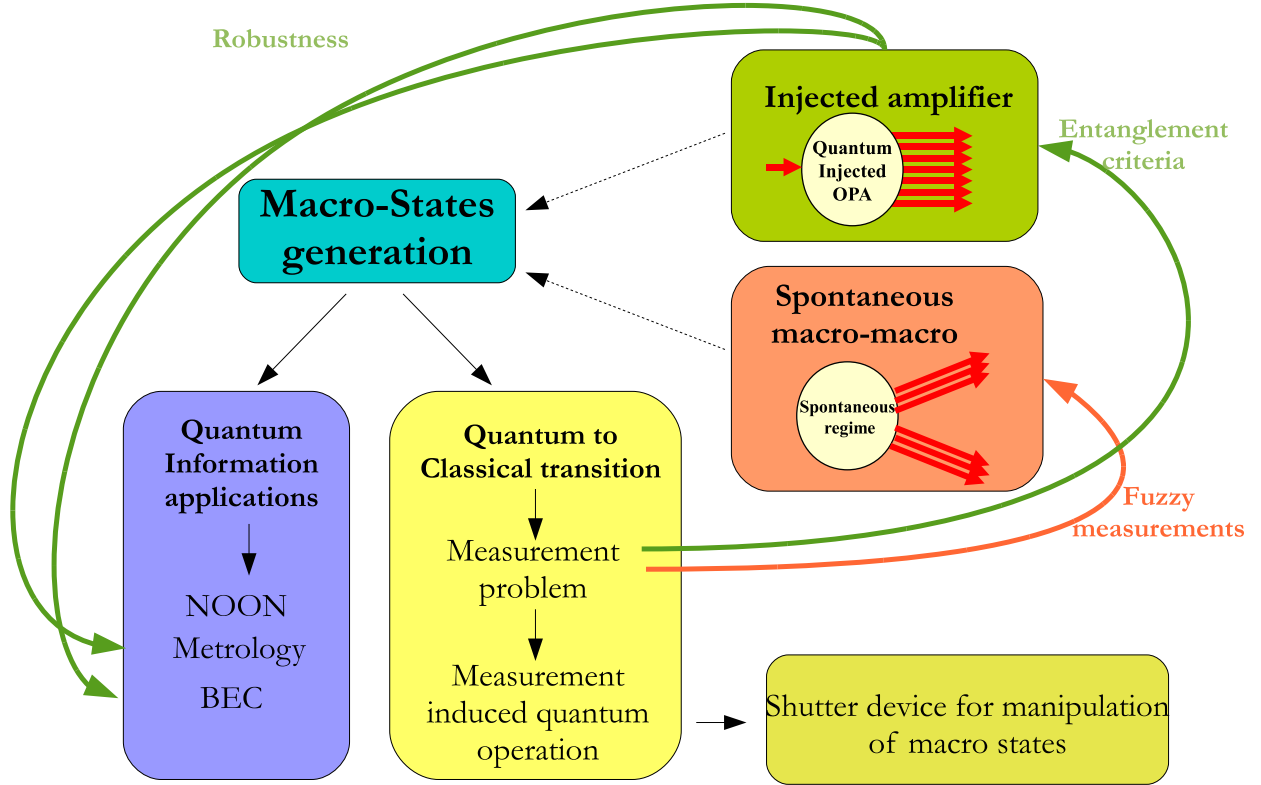 Robustness
Injected amplifier
Quantum
Injected
OPA
Entanglement
criteria
Macro-States
generation
Spontaneous
macro-macro
Spontaneous
regime
Quantum
Information
applications
NOON
Metrology
BEC
Quantum to
Classical transition
Measurement
problem
Measurement
induced quantum
operation
Fuzzy
measurements
Shutter device for manipulation
of macro states